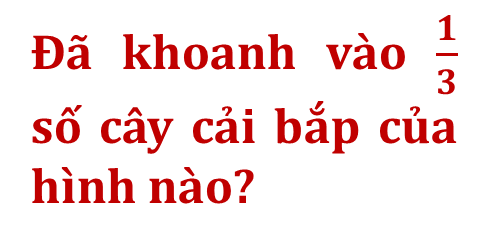 Đã khoanh vào 1/3
số cây cải bắp của
hình nào?